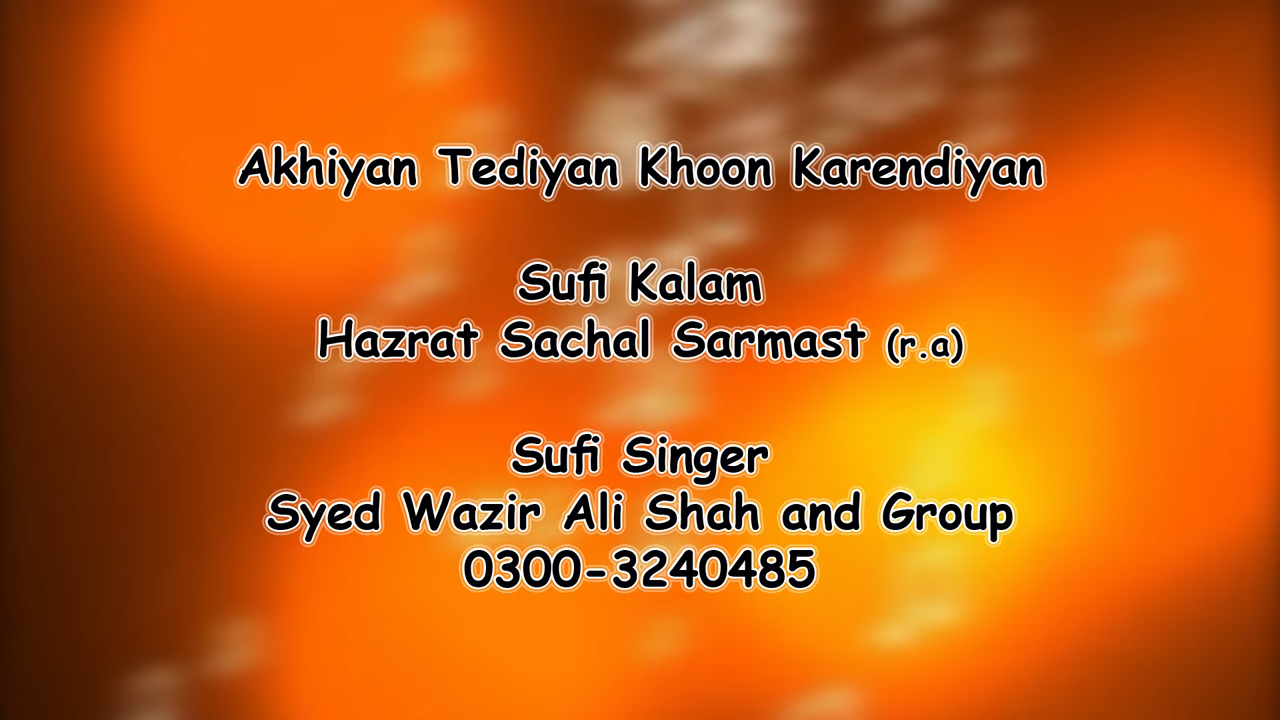 Akhiyan Tediyan Khoon Karendiyan
Sufi Kalam
Hazrat Sachal Sarmast (r.a)
Sufi Singer
Syed Wazir Ali Shah and Group
0300-3240485